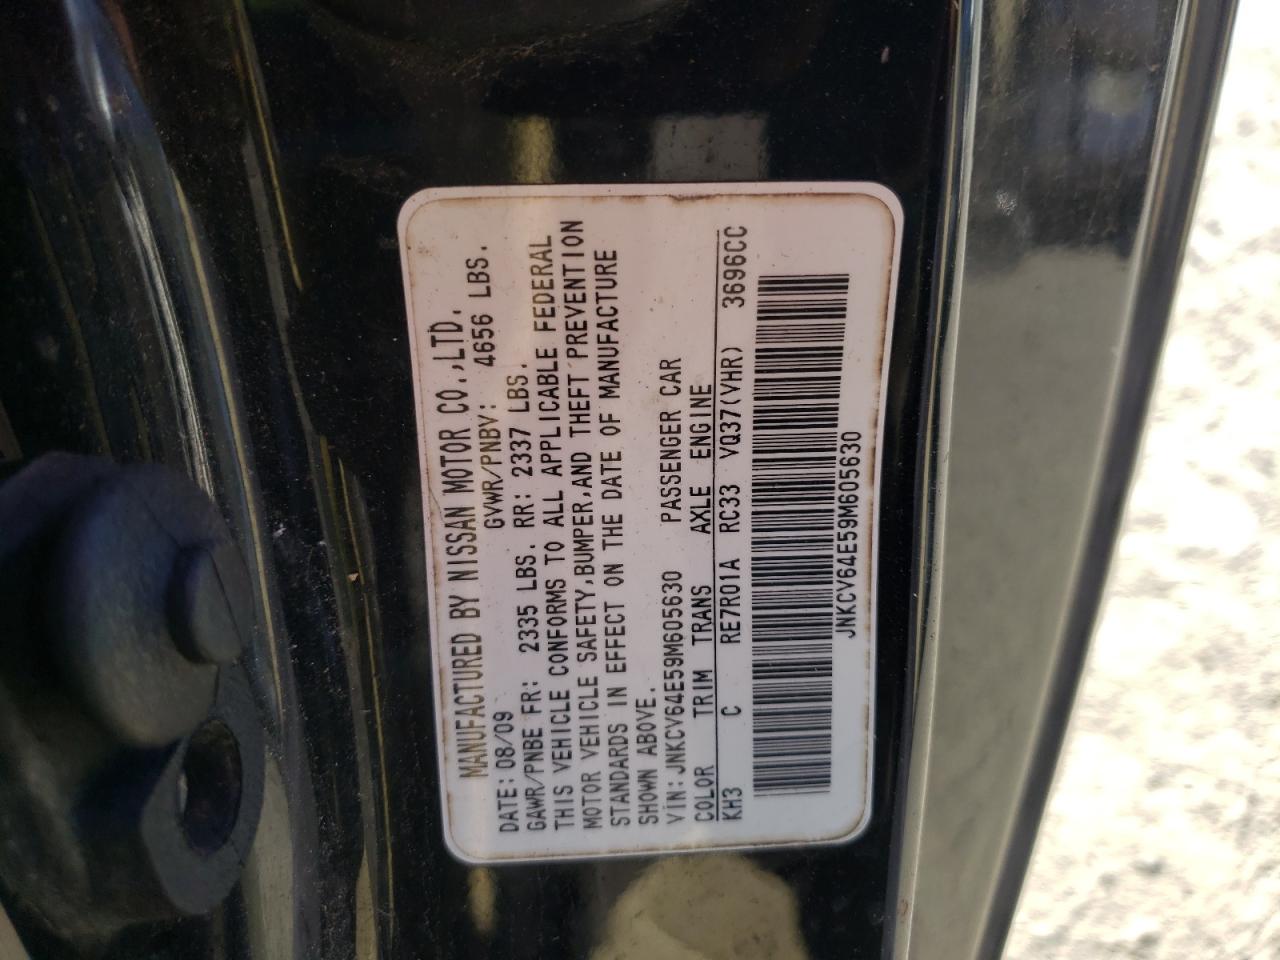 MANUFACTURED BY NISSAN MOTOR CO.,LTD.
DATE:08/09 GVWR/PNBV: 4656 LBS.
GAWR/PNBE FR: 2335 LBS. RR: 2337 LBS.
THIS VEHICLE CONFORMS TO ALL APPLICABLE FEDERAL
MOTOR VEHICLE SAFETY,BUMPER,AND THEFT PREVENTION
STANDARDS IN EFFECT ON THE DATE OF MANUFACTURE
SHOWN ABOVE.
VIN:JNKCV64E59M605630 PASSENGER CAR
COLOR TRIM TRANS AXLE ENGINE
KH3 C RE7R01A RC33 VQ37(VHR) 3696CC
JNKCV64E59M605630